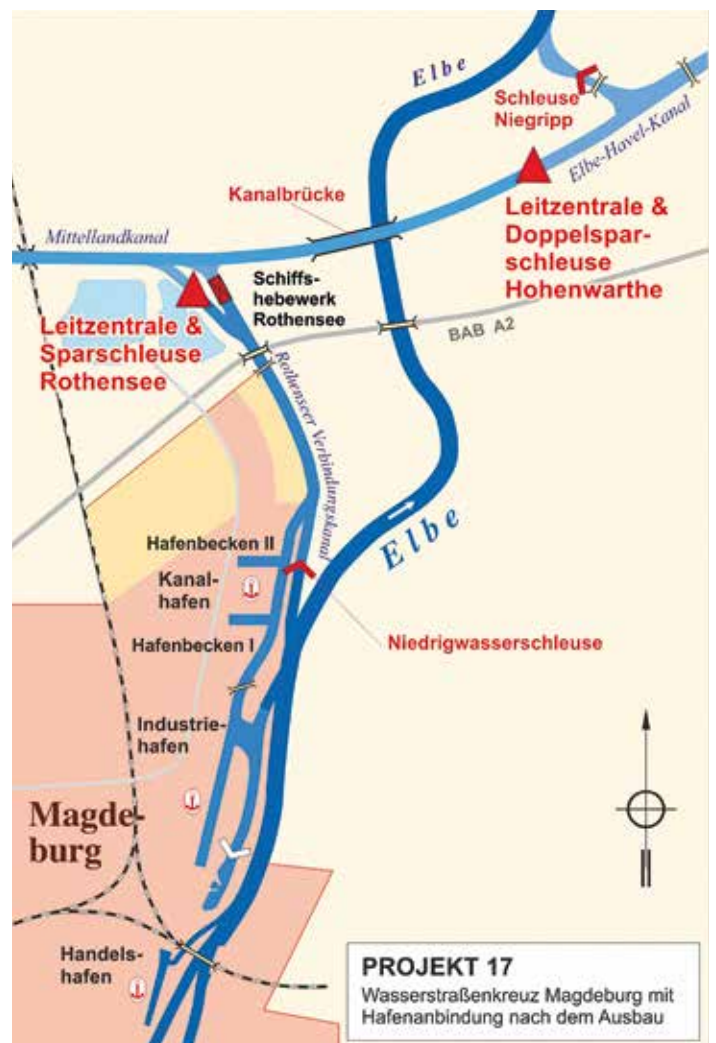 Elbe
Schleuse
Niegripp
Elbe-Havel-Kanal
Kanalbrücke
Mittellandkanal
Leitzentrale &
Doppelspar-
schleuse
Hohenwarthe
Schiffs-
hebewerk
Rothensee
Leitzentrale &
Sparschleuse
Rothensee
BAB A2
Rothenseer Verbindungskanal
Elbe
Hafenbecken II
Kanal-
hafen
Hafenbecken I
Niedrigwasserschleuse
Industrie-
hafen
Magde-
burg
Handels-
hafen
PROJEKT 17
Wasserstraßenkreuz Magdeburg mit
Hafenanbindung nach dem Ausbau